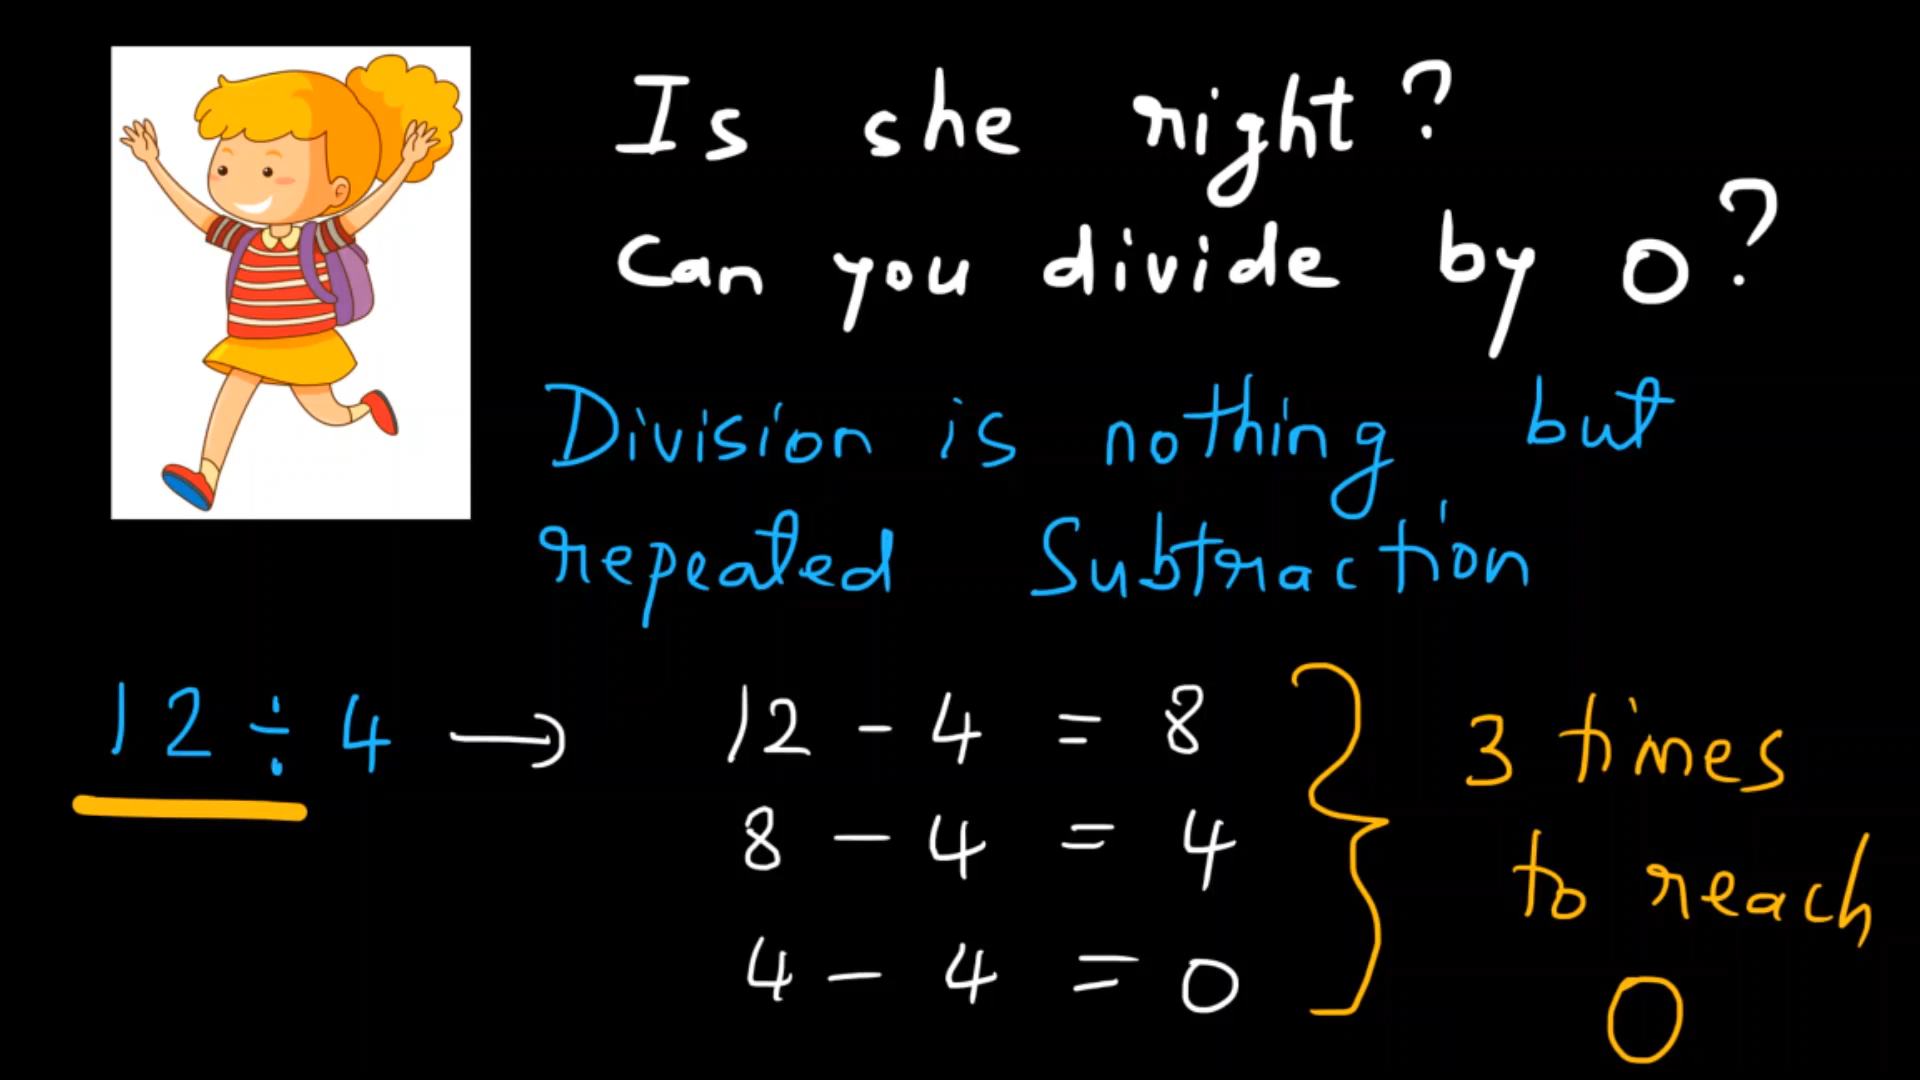 Is she right?
Can you divide by 0?
Division is nothing but
repeated Subtraction
12 ÷ 4 → 12 - 4 = 8
8 - 4 = 4
4 - 4 = 0
3 times
to reach
0